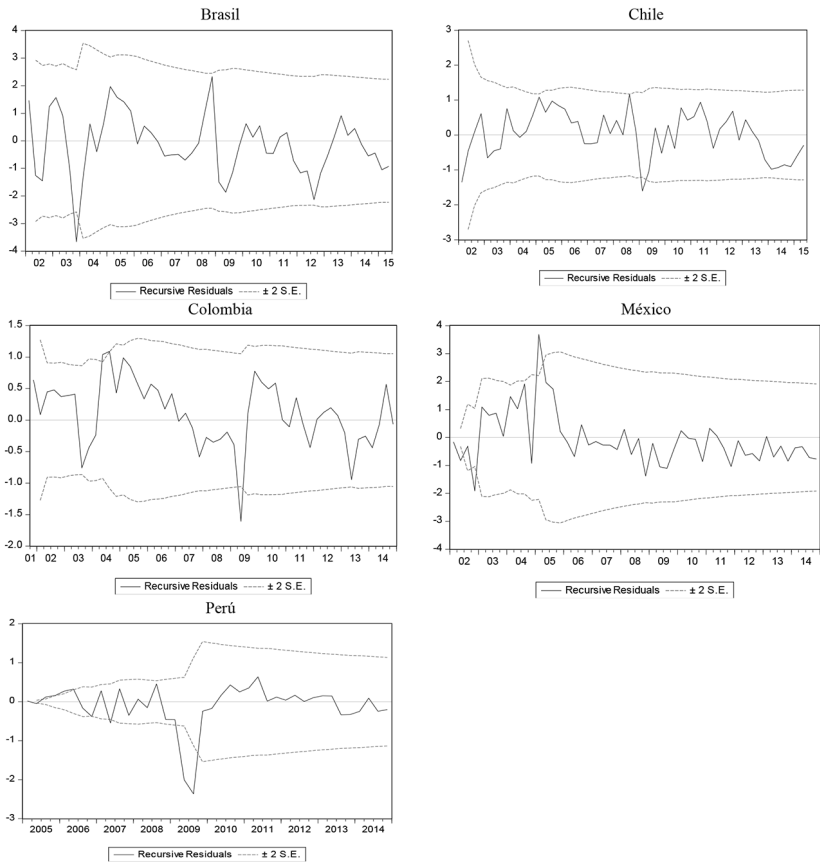 Brasil
4
3
2
1
0
-1
-2
-3
-4
02 03 04 05 06 07 08 09 10 11 12 13 14 15
Recursive Residuals ± 2 S.E.
Chile
3
2
1
0
-1
-2
-3
02 03 04 05 06 07 08 09 10 11 12 13 14 15
Recursive Residuals ± 2 S.E.
Colombia
1.5
1.0
0.5
0.0
-0.5
-1.0
-1.5
-2.0
01 02 03 04 05 06 07 08 09 10 11 12 13 14
Recursive Residuals ± 2 S.E.
México
4
3
2
1
0
-1
-2
-3
-4
02 03 04 05 06 07 08 09 10 11 12 13 14
Recursive Residuals ± 2 S.E.
Perú
2
1
0
-1
-2
-3
2005 2006 2007 2008 2009 2010 2011 2012 2013 2014
Recursive Residuals ± 2 S.E.